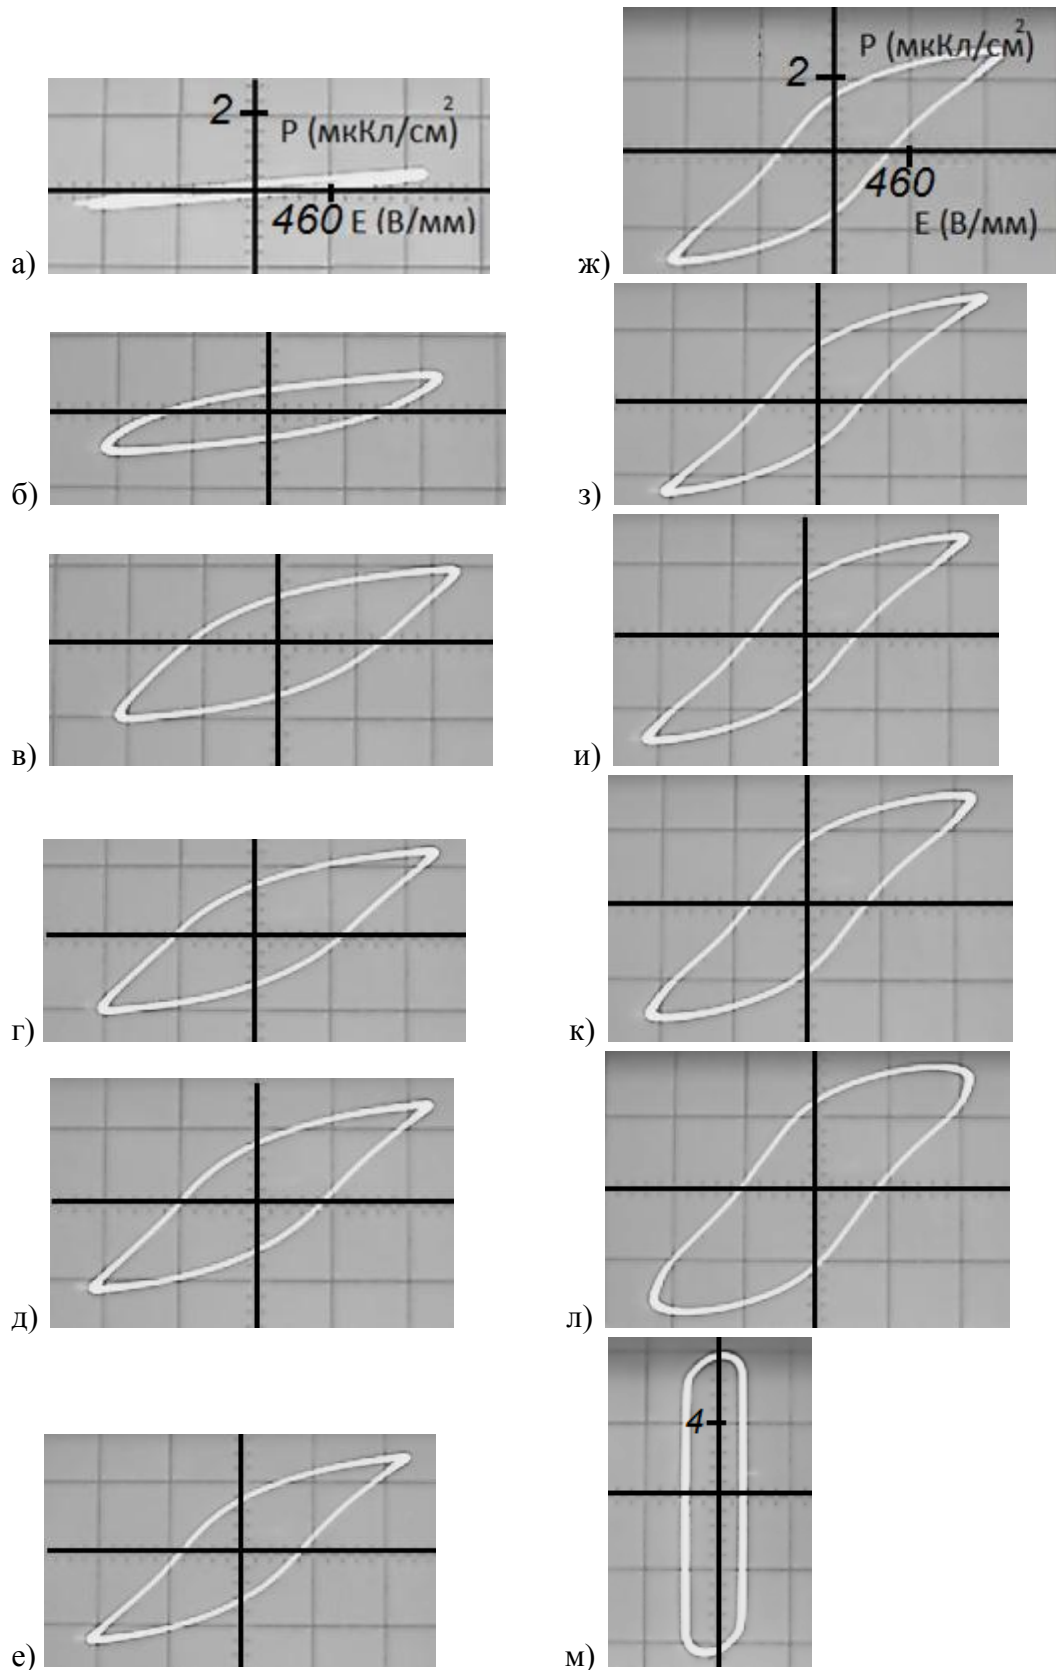 2
P (мкКл/см)
2
460 E (В/мм)
а)
б)
в)
г)
д)
е)
P (мкКл/см)
2
2
460
E (В/мм)
ж)
з)
и)
к)
л)
4
м)